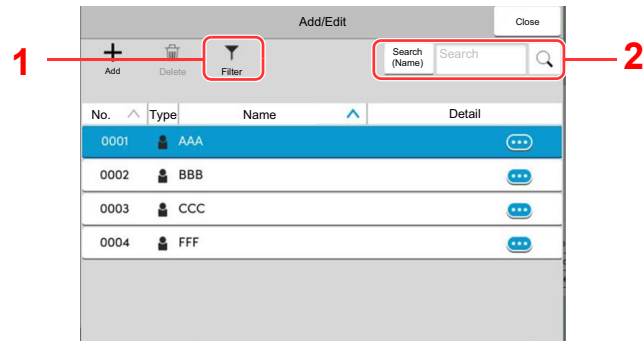 Add/Edit
Close
1
Add
Delete
Filter
Search
(Name)
Search
2
No.
Type
Name
Detail
0001 AAA
0002 BBB
0003 CCC
0004 FFF